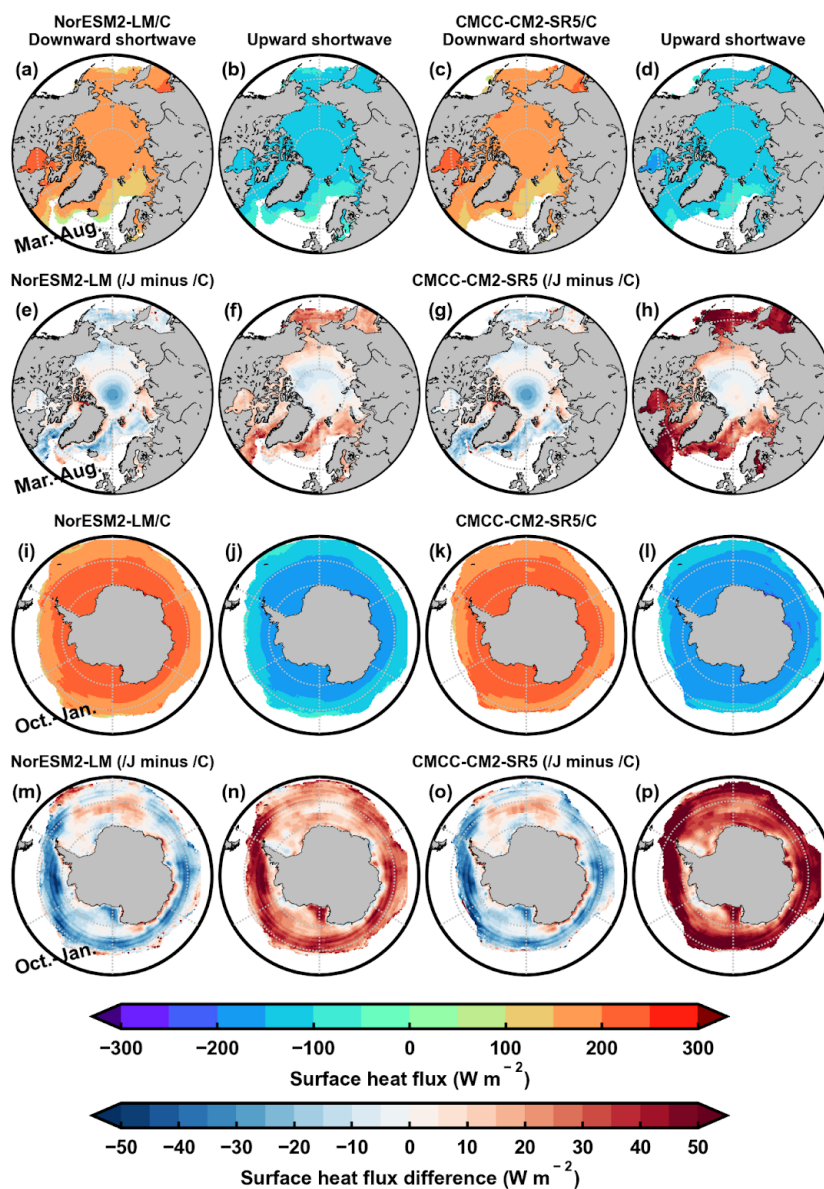 NorESM2-LM/C CMCC-CM2-SR5/C
Downward shortwave Upward shortwave Downward shortwave Upward shortwave
(a) (b) (c) (d)
Mar.-Aug.
NorESM2-LM (/J minus /C) CMCC-CM2-SR5 (/J minus /C)
(e) (f) (g) (h)
Mar.-Aug.
NorESM2-LM/C CMCC-CM2-SR5/C
(i) (j) (k) (l)
Oct.-Jan.
NorESM2-LM (/J minus /C) CMCC-CM2-SR5 (/J minus /C)
(m) (n) (o) (p)
Oct.-Jan.
−300 −200 −100 0 100 200 300
Surface heat flux (W m⁻²)
−50 −40 −30 −20 −10 0 10 20 30 40 50
Surface heat flux difference (W m⁻²)